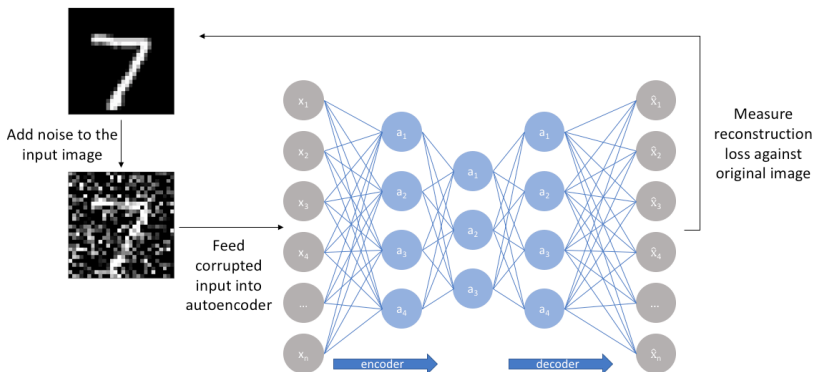 Add noise to the
input image
Feed
corrupted
input into
autoencoder
x₁
x₂
x₃
x₄
...
xₙ
a₁
a₂
a₃
a₄
a₁
a₂
a₃
a₁
a₂
a₃
a₄
x̂₁
x̂₂
x̂₃
x̂₄
...
x̂ₙ
encoder
decoder
Measure
reconstruction
loss against
original image
7
7